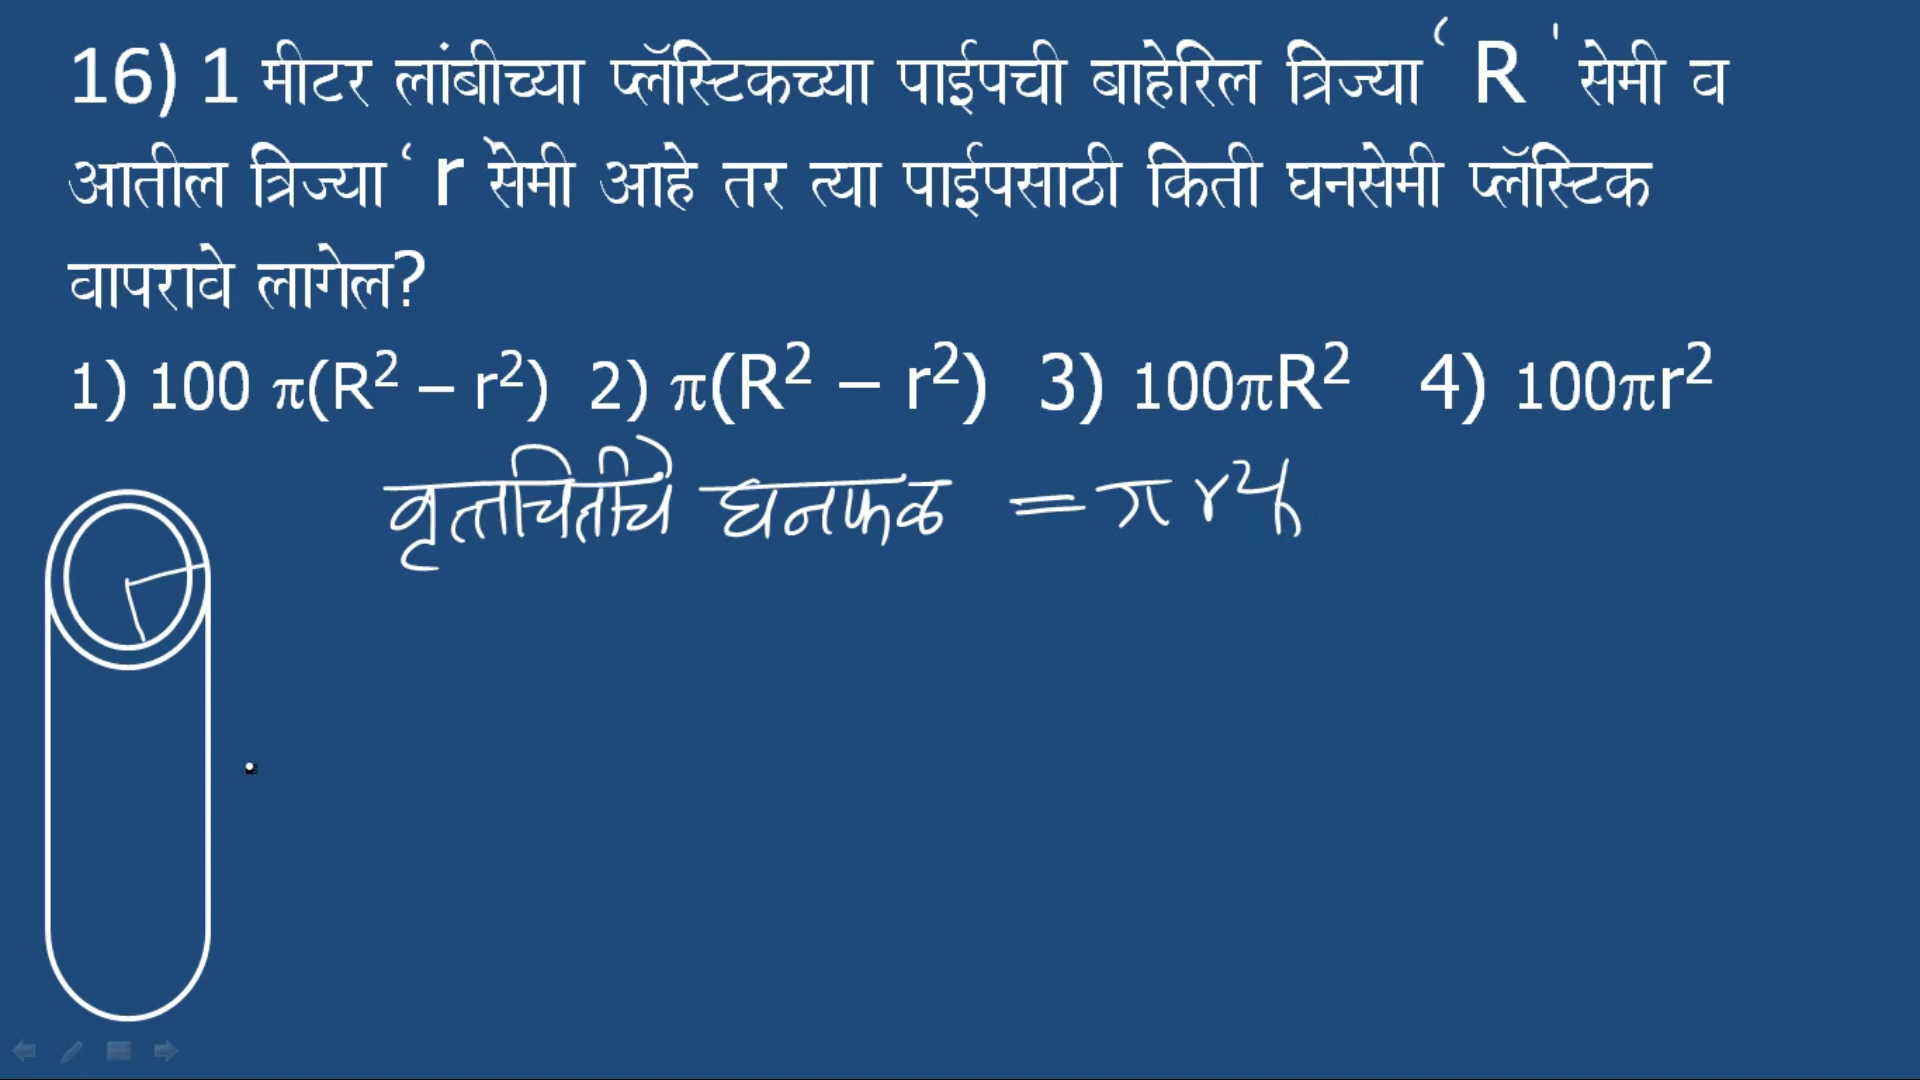 16) 1 मीटर लांबीच्या प्लॅस्टिकच्या पाईपची बाहेरिल त्रिज्या ‘ R ' सेमी व
आतील त्रिज्या ‘ r ' सेमी आहे तर त्या पाईपसाठी किती घनसेमी प्लॅस्टिक
वापरावे लागेल?
1) 100 π(R² – r²) 2) π(R² – r²) 3) 100πR² 4) 100πr²
वृत्तचितीचे घनफळ = π r²h